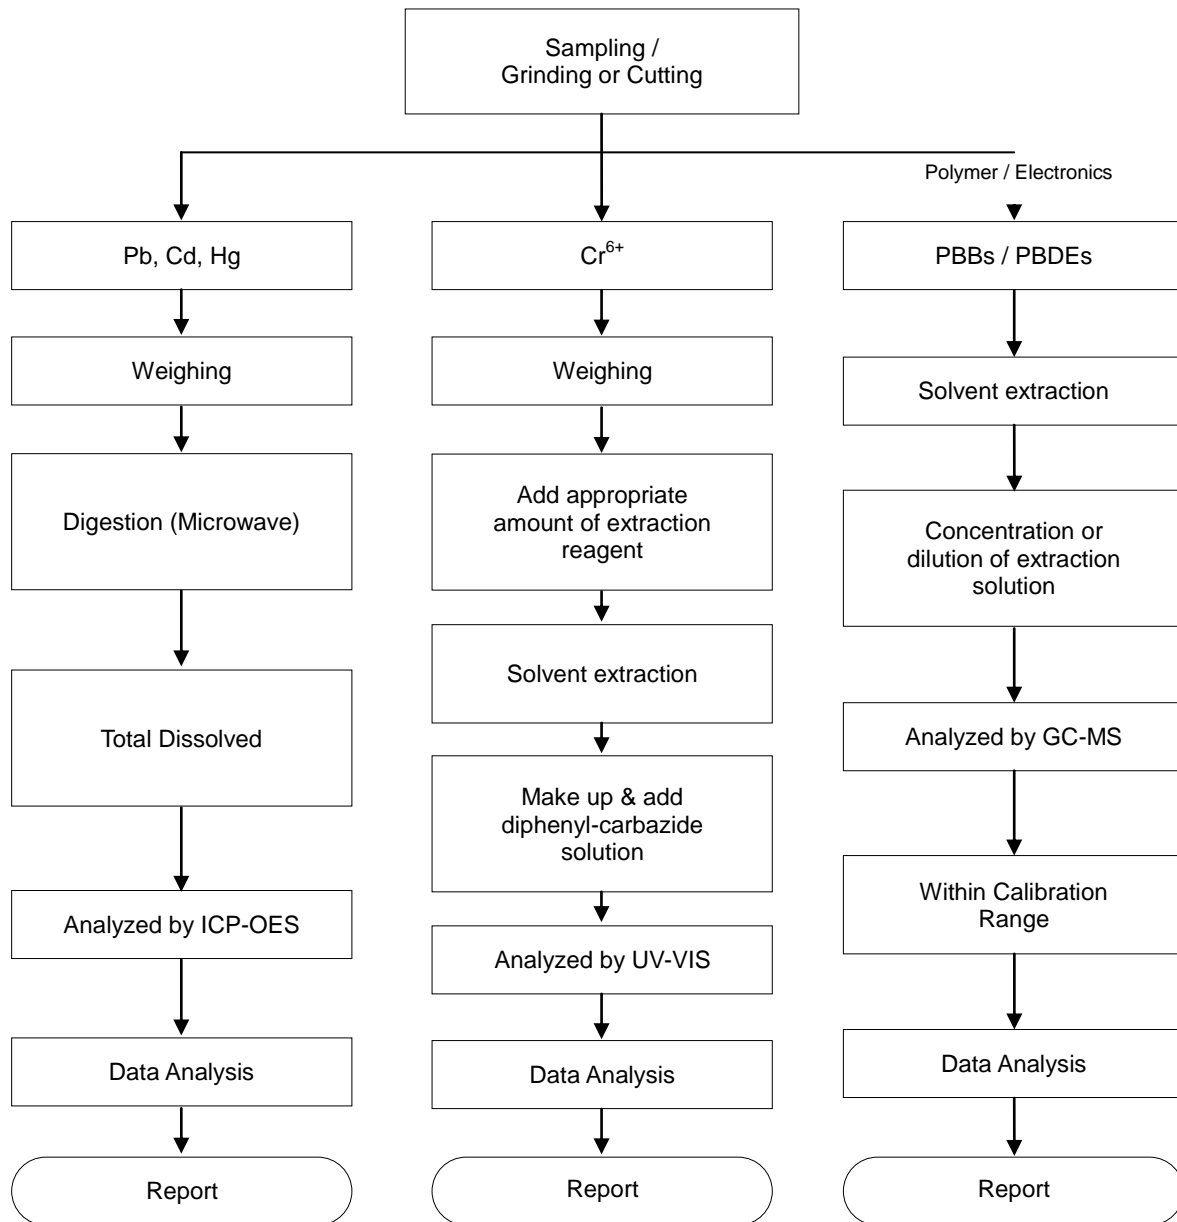 Sampling /
Grinding or Cutting
Polymer / Electronics
Pb, Cd, Hg
Weighing
Digestion (Microwave)
Total Dissolved
Analyzed by ICP-OES
Data Analysis
Report
Cr6+
Weighing
Add appropriate
amount of extraction
reagent
Solvent extraction
Make up & add
diphenyl-carbazide
solution
Analyzed by UV-VIS
Data Analysis
Report
PBBs / PBDEs
Solvent extraction
Concentration or
dilution of extraction
solution
Analyzed by GC-MS
Within Calibration
Range
Data Analysis
Report